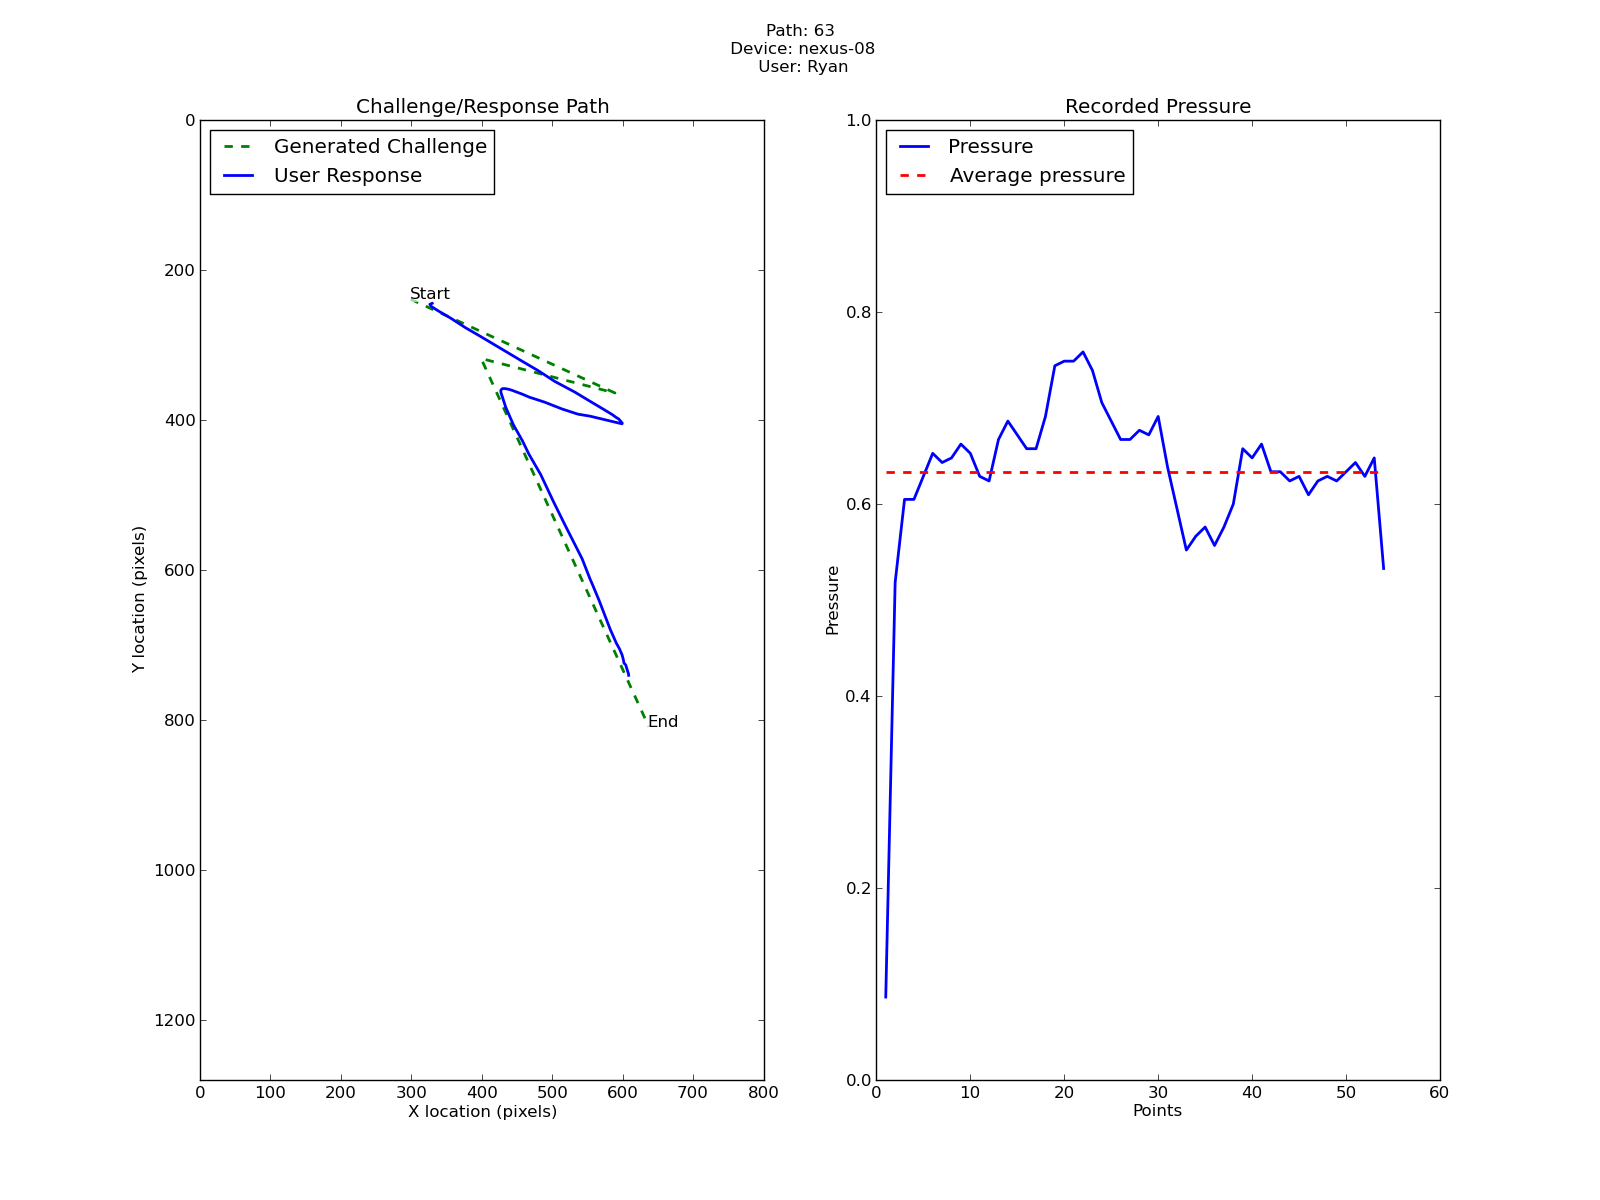 Path: 63
Device: nexus-08
User: Ryan
Challenge/Response Path
Generated Challenge
User Response
Start
End
0
200
400
600
800
1000
1200
Y location (pixels)
0 100 200 300 400 500 600 700 800
X location (pixels)
Recorded Pressure
Pressure
Average pressure
1.0
0.8
0.6
0.4
0.2
0.0
Pressure
0 10 20 30 40 50 60
Points